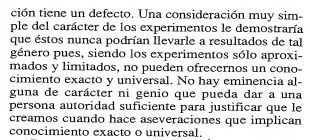 ción tiene un defecto. Una consideración muy sim-
ple del carácter de los experimentos le demostraría
que éstos nunca podrían llevarle a resultados de tal
género pues, siendo los experimentos sólo aproxi-
mados y limitados, no pueden ofrecernos un cono-
cimiento exacto y universal. No hay eminencia al-
guna de carácter ni genio que pueda dar a una
persona autoridad suficiente para justificar que le
creamos cuando hace aseveraciones que implican
conocimiento exacto o universal.